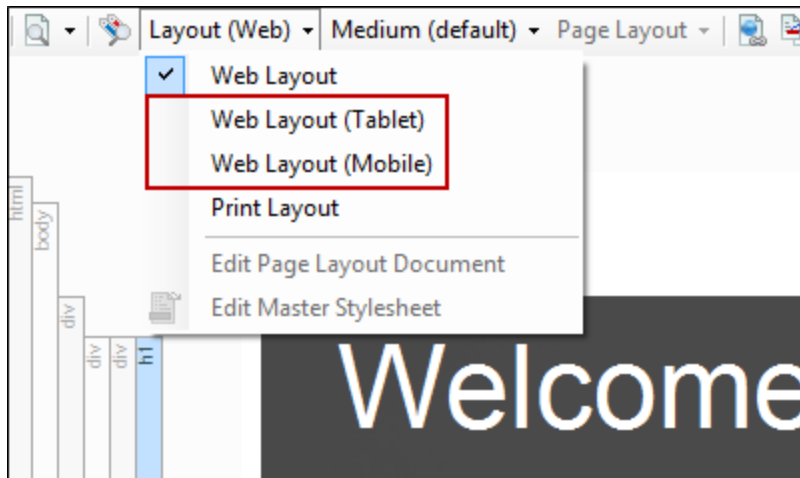 Layout (Web) Medium (default) Page Layout
Web Layout
Web Layout (Tablet)
Web Layout (Mobile)
Print Layout
Edit Page Layout Document
Edit Master Stylesheet
html
body
div
div
div
h1
Welcome